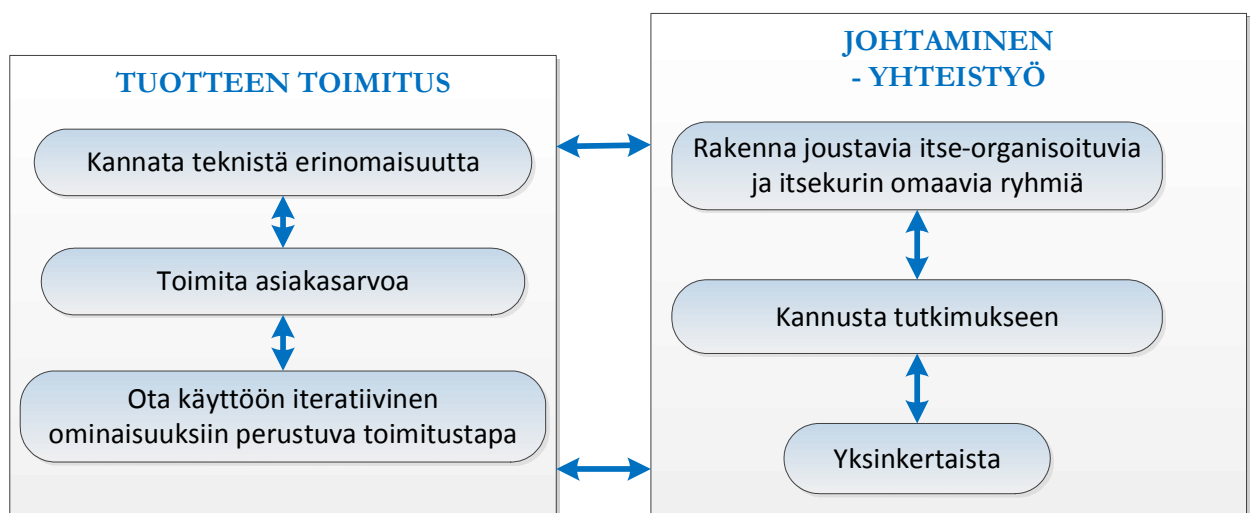 TUOTTEEN TOIMITUS
Kannata teknistä erinomaisuutta
Toimita asiakasarvoa
Ota käyttöön iteratiivinen
ominaisuuksiin perustuva toimitustapa
JOHTAMINEN
- YHTEISTYÖ
Rakenna joustavia itse-organisoituvia
ja itsekurin omaavia ryhmiä
Kannusta tutkimukseen
Yksinkertaista